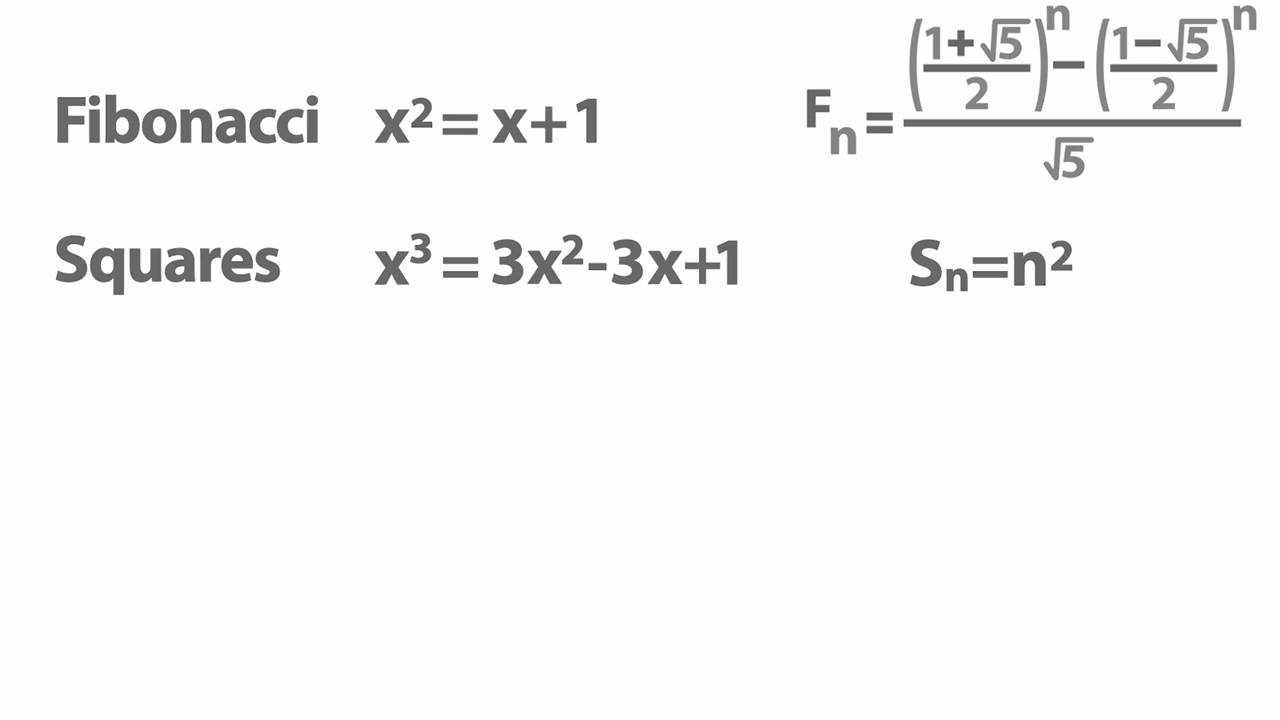 Fibonacci x² = x+1 Fₙ = (((1+√5)/2)ⁿ − ((1−√5)/2)ⁿ)/√5
Squares x³ = 3x²-3x+1 Sₙ=n²